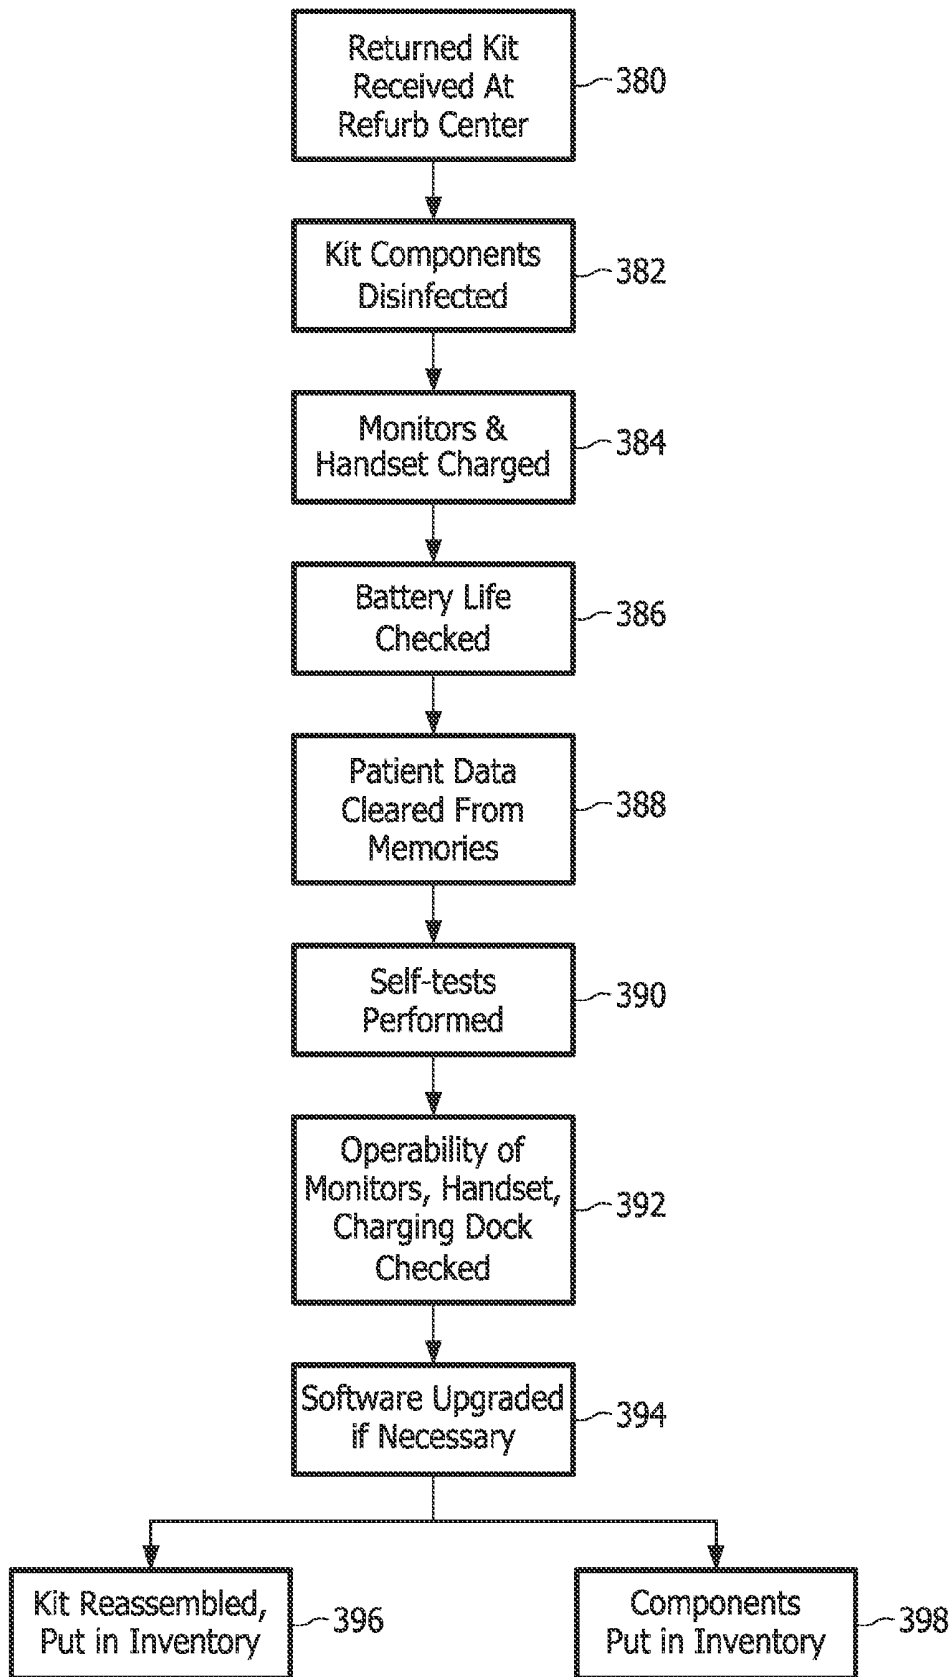 Returned Kit
Received At
Refurb Center
380
Kit Components
Disinfected
382
Monitors &
Handset Charged
384
Battery Life
Checked
386
Patient Data
Cleared From
Memories
388
Self-tests
Performed
390
Operability of
Monitors, Handset,
Charging Dock
Checked
392
Software Upgraded
if Necessary
394
Kit Reassembled,
Put in Inventory
396
Components
Put in Inventory
398